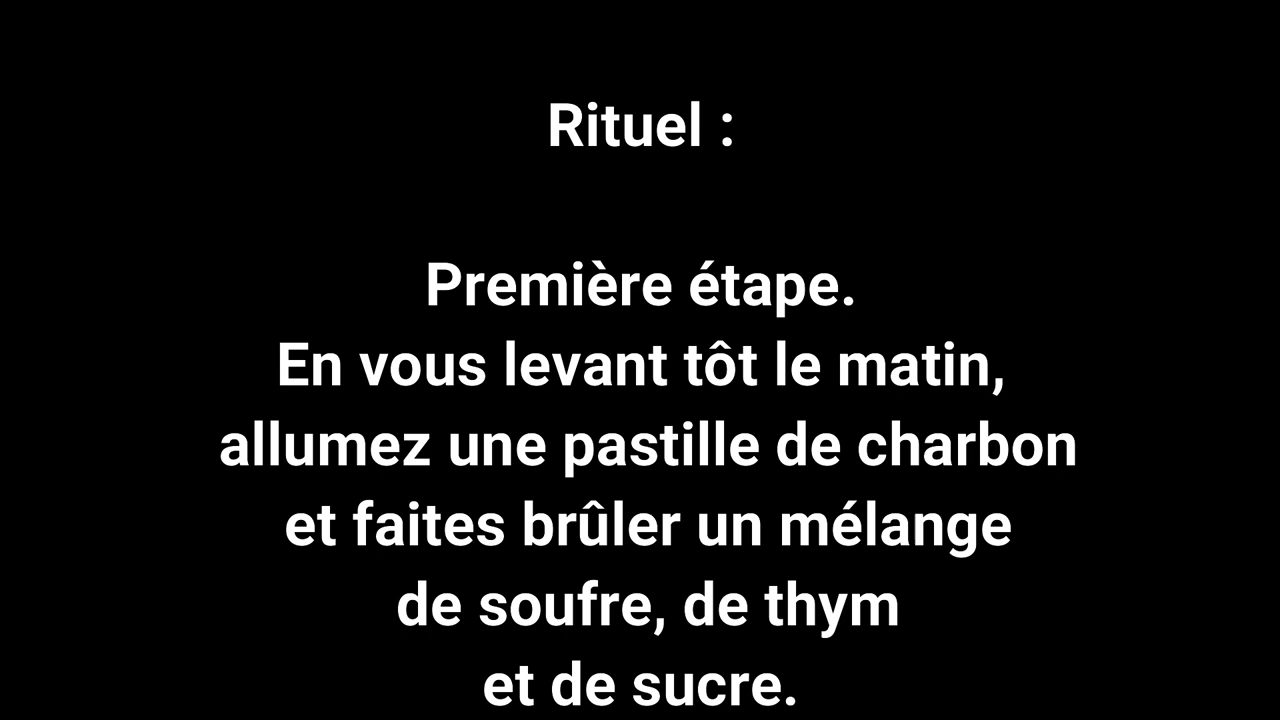 Rituel :
Première étape.
En vous levant tôt le matin,
allumez une pastille de charbon
et faites brûler un mélange
de soufre, de thym
et de sucre.